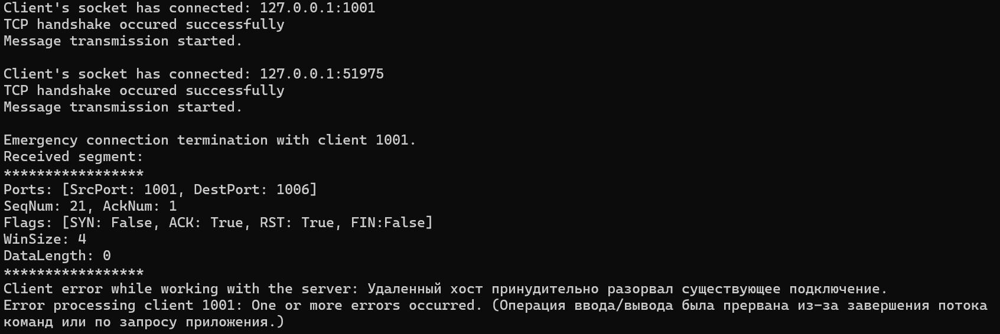 Client's socket has connected: 127.0.0.1:1001
TCP handshake occured successfully
Message transmission started.
Client's socket has connected: 127.0.0.1:51975
TCP handshake occured successfully
Message transmission started.
Emergency connection termination with client 1001.
Received segment:
*****************
Ports: [SrcPort: 1001, DestPort: 1006]
SeqNum: 21, AckNum: 1
Flags: [SYN: False, ACK: True, RST: True, FIN:False]
WinSize: 4
DataLength: 0
*****************
Client error while working with the server: Удаленный хост принудительно разорвал существующее подключение.
Error processing client 1001: One or more errors occurred. (Операция ввода/вывода была прервана из-за завершения потока
команд или по запросу приложения.)